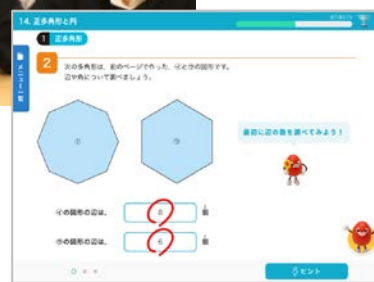 14. 正多角形と円
1 正多角形
メニュー一覧
2
次の多角形は、前のページで作った、㋑と㋒の図形です。
辺や角について調べましょう。
㋑
㋒
最初に辺の数を調べてみよう！
㋑の図形の辺は、 8
㋒の図形の辺は、 6
ヒント